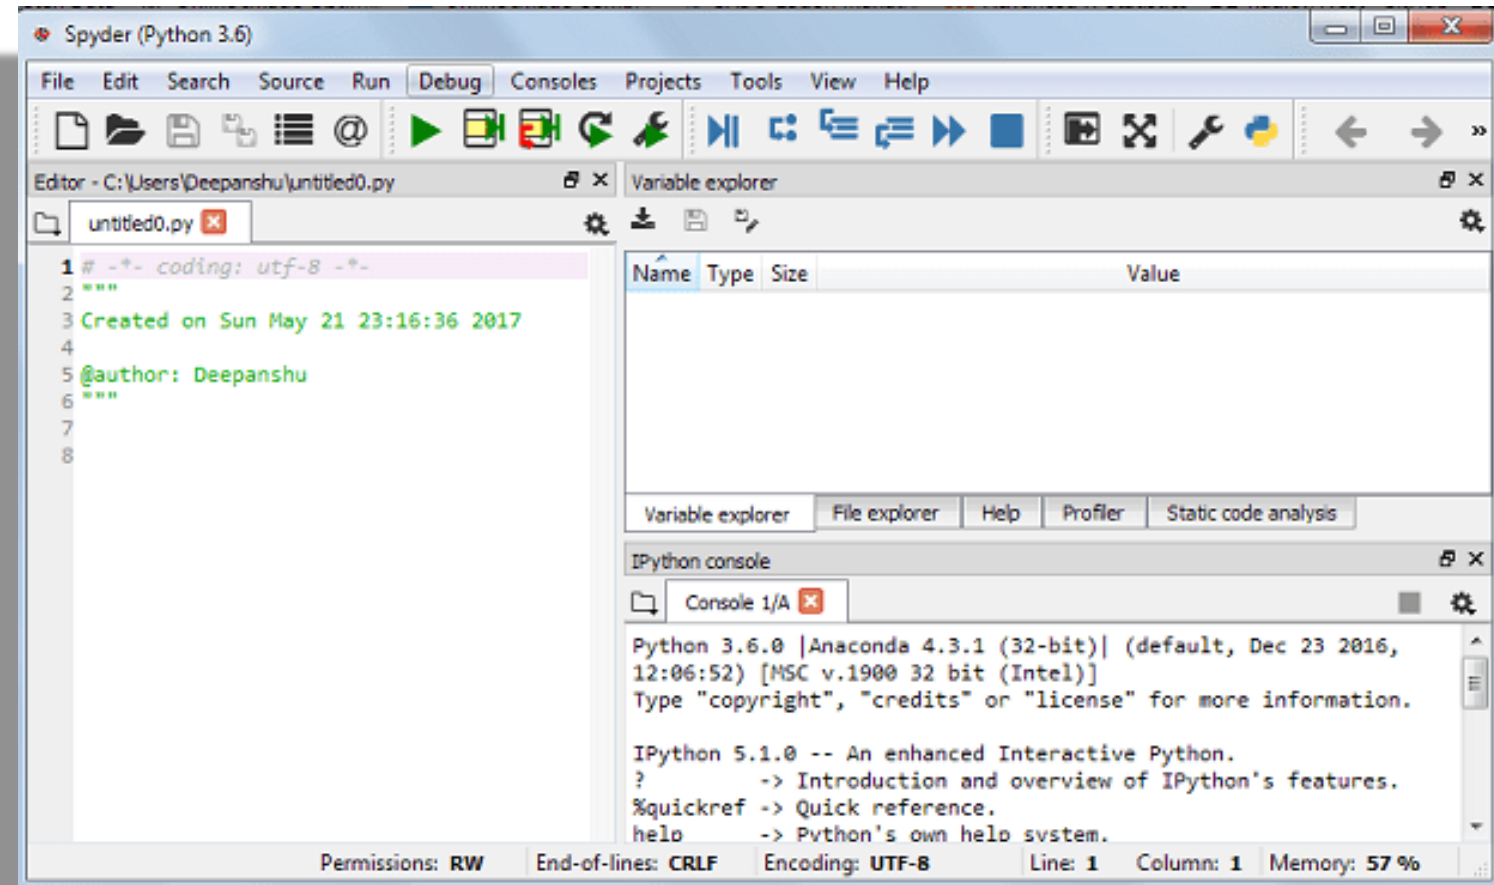 Spyder (Python 3.6)
File Edit Search Source Run Debug Consoles Projects Tools View Help
Editor - C:\Users\Deepanshu\untitled0.py
untitled0.py
1 # -*- coding: utf-8 -*-
2 """
3 Created on Sun May 21 23:16:36 2017
4
5 @author: Deepanshu
6 """
7
8
Variable explorer
Name Type Size Value
Variable explorer File explorer Help Profiler Static code analysis
IPython console
Console 1/A
Python 3.6.0 |Anaconda 4.3.1 (32-bit)| (default, Dec 23 2016,
12:06:52) [MSC v.1900 32 bit (Intel)]
Type "copyright", "credits" or "license" for more information.
IPython 5.1.0 -- An enhanced Interactive Python.
? -> Introduction and overview of IPython's features.
%quickref -> Quick reference.
help -> Python's own help system.
Permissions: RW End-of-lines: CRLF Encoding: UTF-8 Line: 1 Column: 1 Memory: 57 %